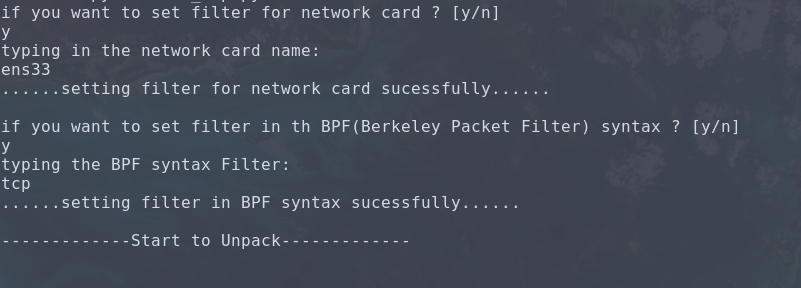 if you want to set filter for network card ? [y/n]
y
typing in the network card name:
ens33
......setting filter for network card sucessfully......
if you want to set filter in th BPF(Berkeley Packet Filter) syntax ? [y/n]
y
typing the BPF syntax Filter:
tcp
......setting filter in BPF syntax sucessfully......
-------------Start to Unpack-------------